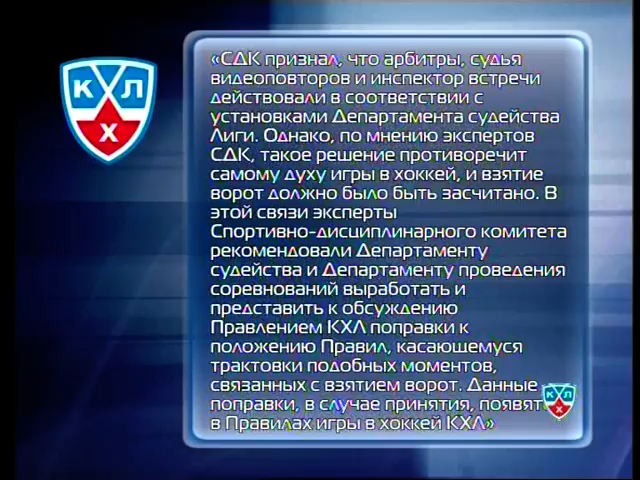 КХЛ
«СДК признал, что арбитры, судья
видеоповторов и инспектор встречи
действовали в соответствии с
установками Департамента судейства
Лиги. Однако, по мнению экспертов
СДК, такое решение противоречит
самому духу игры в хоккей, и взятие
ворот должно было быть засчитано. В
этой связи эксперты
Спортивно-дисциплинарного комитета
рекомендовали Департаменту
судейства и Департаменту проведения
соревнований выработать и
представить к обсуждению
Правлением КХЛ поправки к
положению Правил, касающемуся
трактовки подобных моментов,
связанных с взятием ворот. Данные
поправки, в случае принятия,
в Правилах игры в хоккей КХЛ»
КХЛ